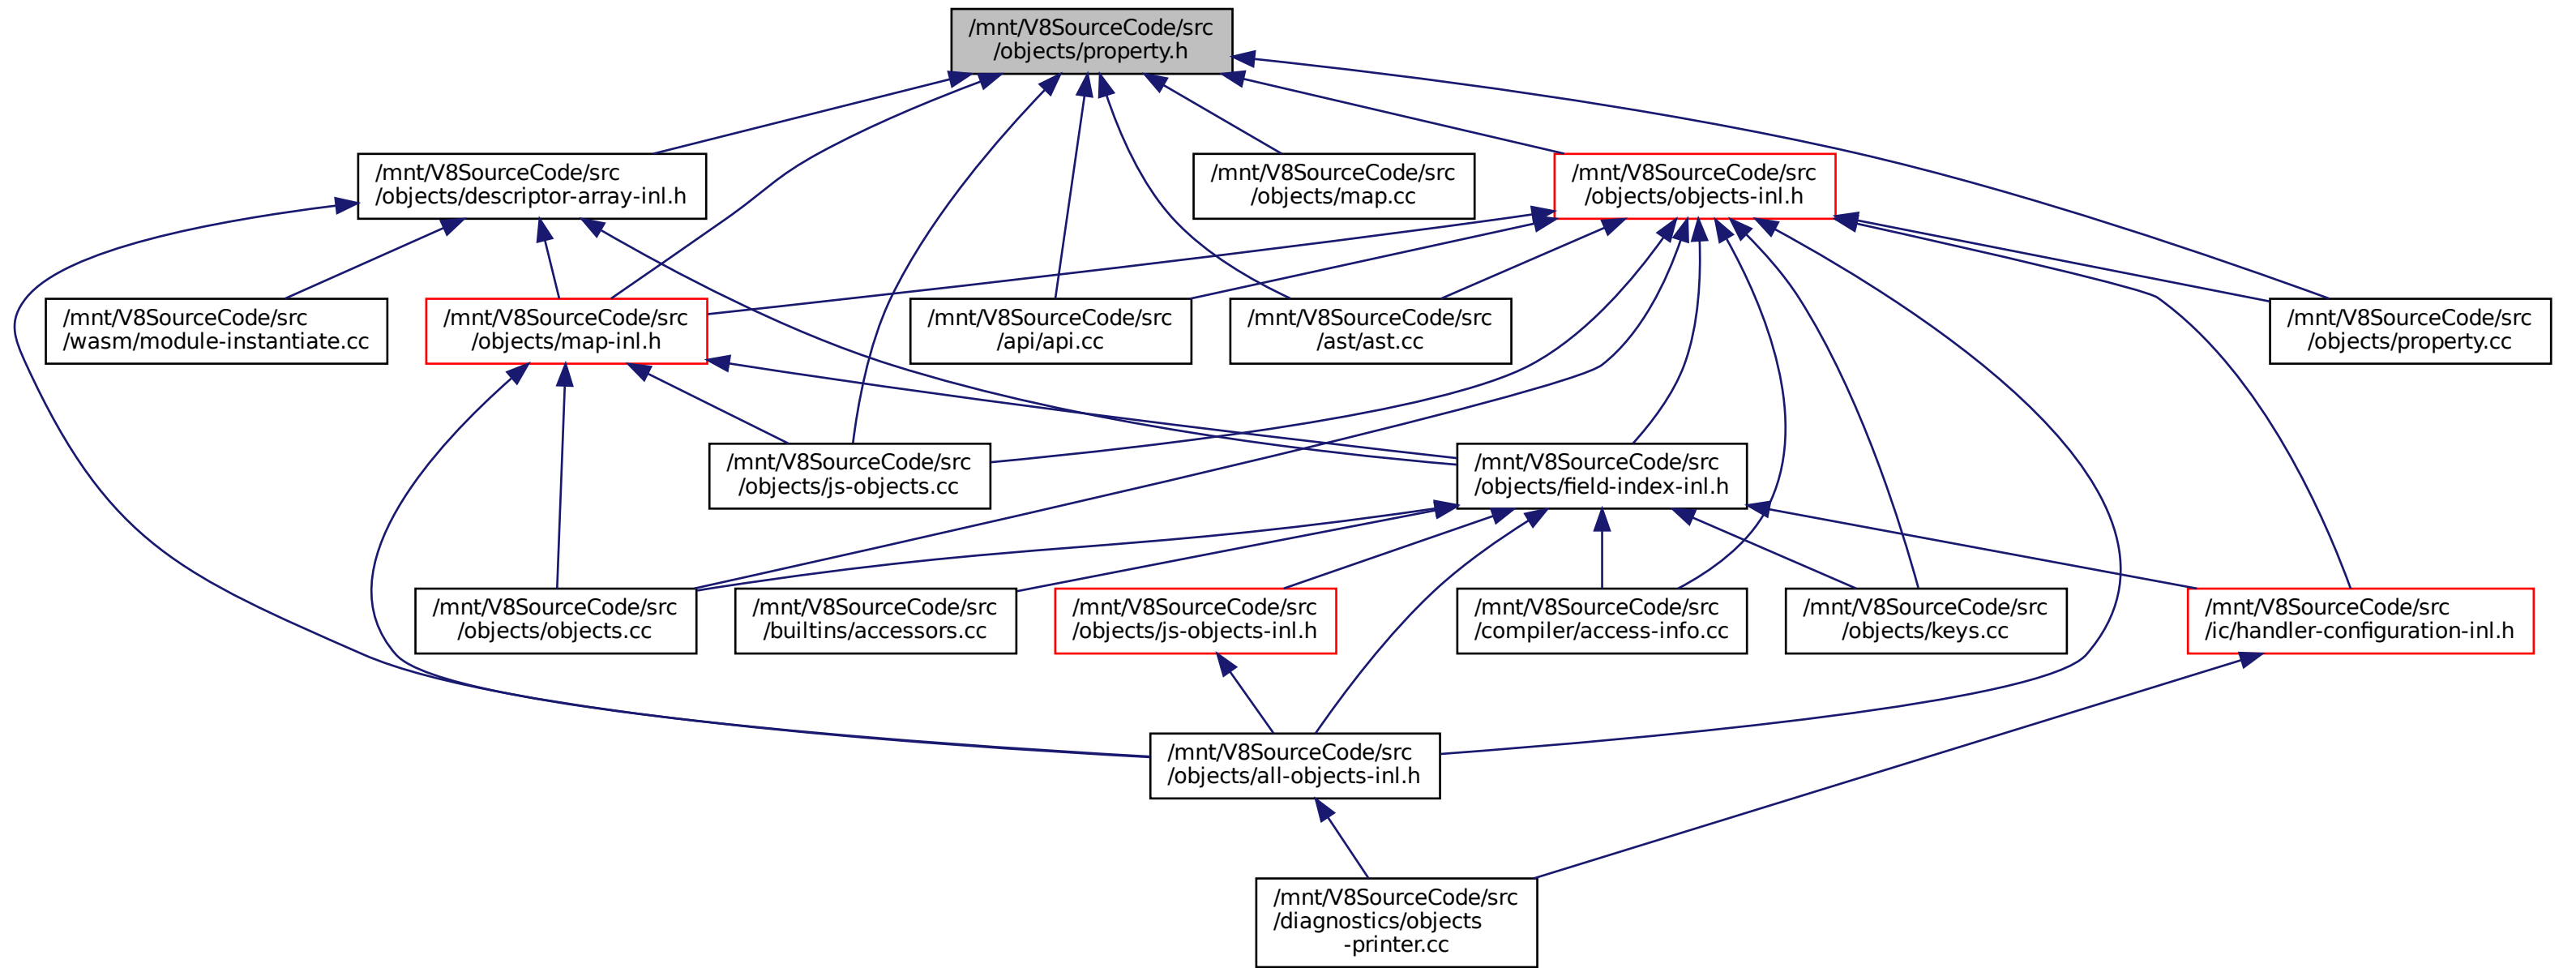 /mnt/V8SourceCode/src
/objects/property.h
/mnt/V8SourceCode/src
/objects/descriptor-array-inl.h
/mnt/V8SourceCode/src
/objects/map.cc
/mnt/V8SourceCode/src
/objects/objects-inl.h
/mnt/V8SourceCode/src
/wasm/module-instantiate.cc
/mnt/V8SourceCode/src
/objects/map-inl.h
/mnt/V8SourceCode/src
/api/api.cc
/mnt/V8SourceCode/src
/ast/ast.cc
/mnt/V8SourceCode/src
/objects/property.cc
/mnt/V8SourceCode/src
/objects/js-objects.cc
/mnt/V8SourceCode/src
/objects/field-index-inl.h
/mnt/V8SourceCode/src
/objects/objects.cc
/mnt/V8SourceCode/src
/builtins/accessors.cc
/mnt/V8SourceCode/src
/objects/js-objects-inl.h
/mnt/V8SourceCode/src
/compiler/access-info.cc
/mnt/V8SourceCode/src
/objects/keys.cc
/mnt/V8SourceCode/src
/ic/handler-configuration-inl.h
/mnt/V8SourceCode/src
/objects/all-objects-inl.h
/mnt/V8SourceCode/src
/diagnostics/objects
-printer.cc